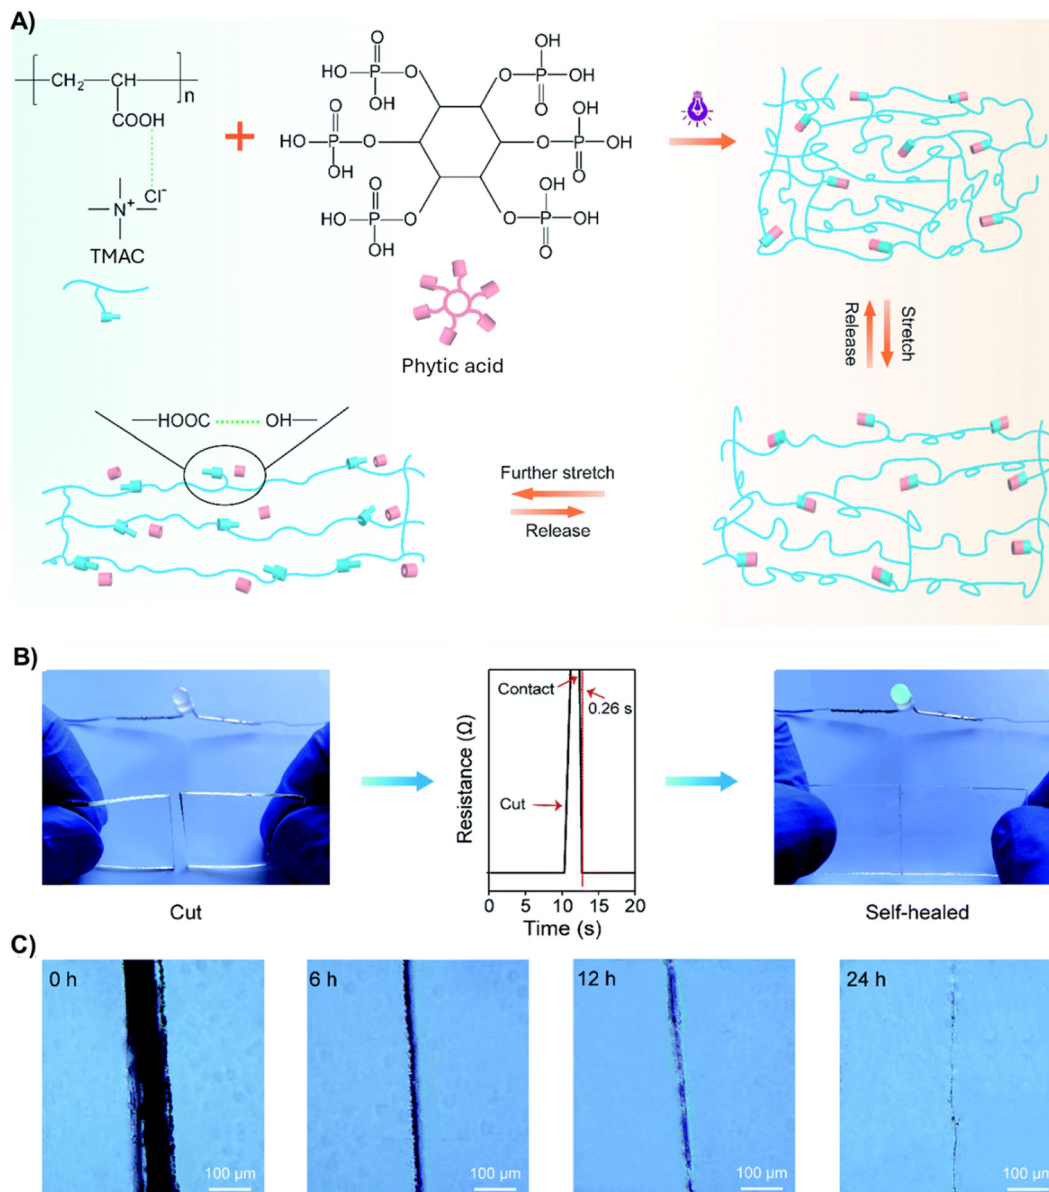 A)
CH₂
CH
n
COOH
Cl⁻
N⁺
TMAC
+
O
OH
HO
P
O
O
P
OH
OH
O
O
HO
P
O
O
P
OH
OH
O
HO
P
O
O
P
OH
OH
O
Phytic acid
Stretch
Release
HOOC
OH
Further stretch
Release
B)
Cut
Resistance (Ω)
Contact
0.26 s
Cut
0 5 10 15 20
Time (s)
Self-healed
C)
0 h
6 h
12 h
24 h
100 µm
100 µm
100 µm
100 µm